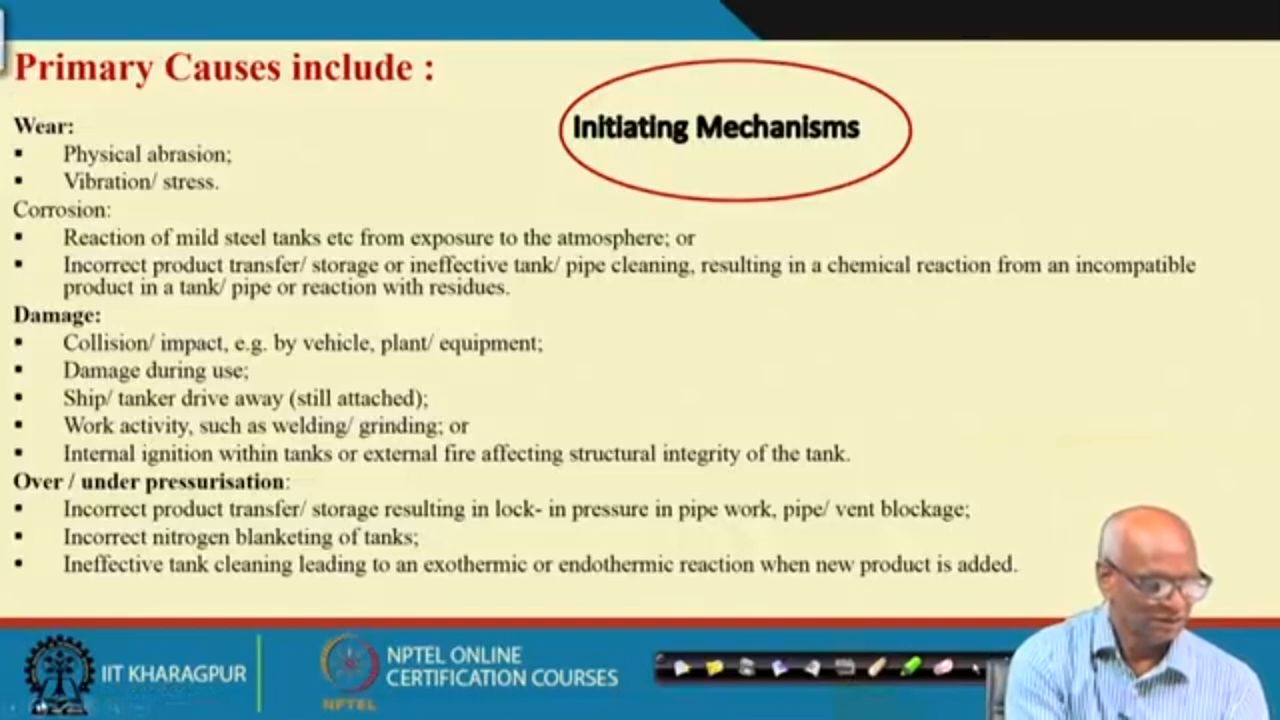 Primary Causes include :
Initiating Mechanisms
Wear:
▪ Physical abrasion;
▪ Vibration/ stress.
Corrosion:
▪ Reaction of mild steel tanks etc from exposure to the atmosphere; or
▪ Incorrect product transfer/ storage or ineffective tank/ pipe cleaning, resulting in a chemical reaction from an incompatible
product in a tank/ pipe or reaction with residues.
Damage:
▪ Collision/ impact, e.g. by vehicle, plant/ equipment;
▪ Damage during use;
▪ Ship/ tanker drive away (still attached);
▪ Work activity, such as welding/ grinding; or
▪ Internal ignition within tanks or external fire affecting structural integrity of the tank.
Over / under pressurisation:
▪ Incorrect product transfer/ storage resulting in lock- in pressure in pipe work, pipe/ vent blockage;
▪ Incorrect nitrogen blanketing of tanks;
▪ Ineffective tank cleaning leading to an exothermic or endothermic reaction when new product is added.
IIT KHARAGPUR
NPTEL
NPTEL ONLINE
CERTIFICATION COURSES